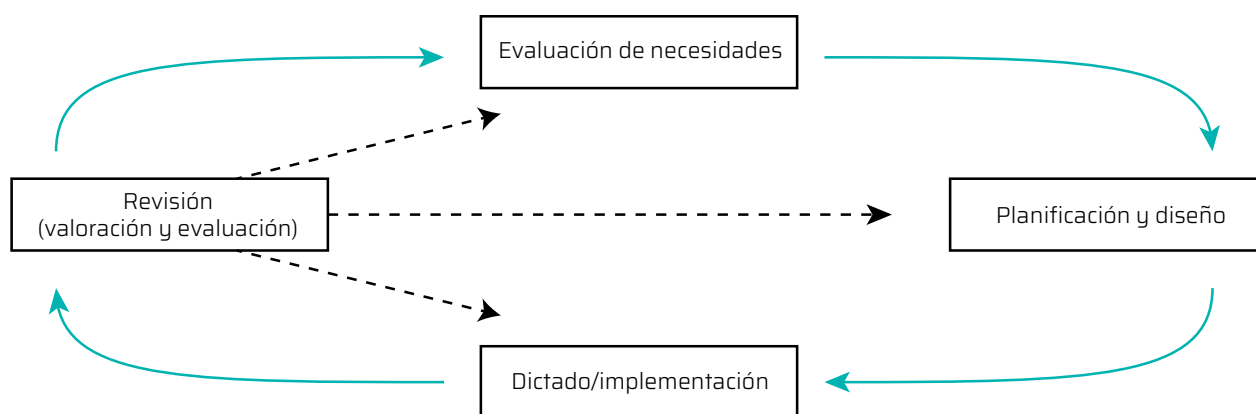 Evaluación de necesidades
Revisión
(valoración y evaluación)
Planificación y diseño
Dictado/implementación